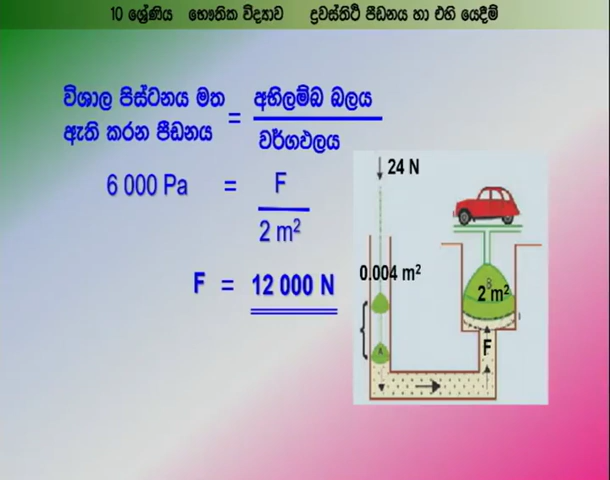 10 ශ්‍රේණිය භෞතික විද්‍යාව ද්‍රවස්ථිති පීඩනය හා එහි යෙදීම්
විශාල පිස්ටනය මත
ඇති කරන පීඩනය
=
අභිලම්බ බලය
වර්ගඵලය
6 000 Pa = F
2 m²
F = 12 000 N
24 N
0.004 m²
2 m²
F